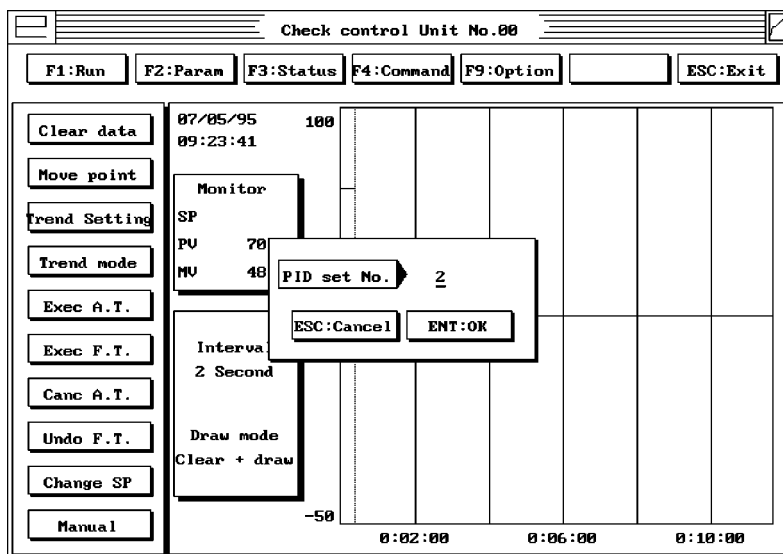 Check control Unit No.00
F1:Run F2:Param F3:Status F4:Command F9:Option ESC:Exit
Clear data
Move point
Trend Setting
Trend mode
Exec A.T.
Exec F.T.
Canc A.T.
Undo F.T.
Change SP
Manual
07/05/95
09:23:41
Monitor
SP
PV 70
MV 48
Interval
2 Second
Draw mode
Clear + draw
100
-50
0:02:00 0:06:00 0:10:00
PID set No. 2
ESC:Cancel ENT:OK